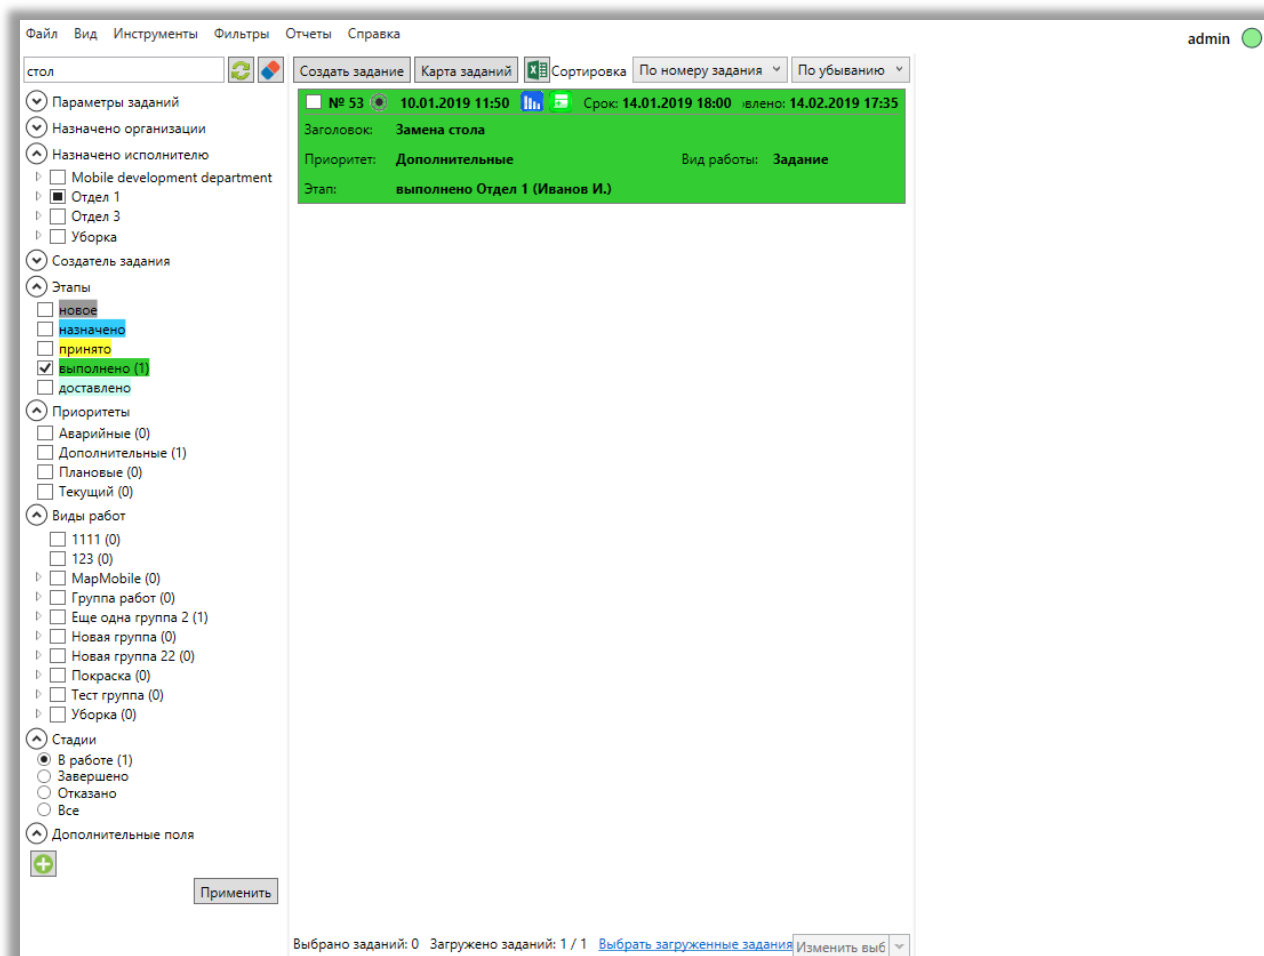 Файл Вид Инструменты Фильтры Отчеты Справка
admin
стол
Создать задание Карта заданий Сортировка По номеру задания По убыванию
Параметры заданий
Назначено организации
Назначено исполнителю
Mobile development department
Отдел 1
Отдел 3
Уборка
Создатель задания
Этапы
новое
назначено
принято
выполнено (1)
доставлено
Приоритеты
Аварийные (0)
Дополнительные (1)
Плановые (0)
Текущий (0)
Виды работ
1111 (0)
123 (0)
MapMobile (0)
Группа работ (0)
Еще одна группа 2 (1)
Новая группа (0)
Новая группа 22 (0)
Покраска (0)
Тест группа (0)
Уборка (0)
Стадии
В работе (1)
Завершено
Отказано
Все
Дополнительные поля
Применить
№ 53 10.01.2019 11:50 Срок: 14.01.2019 18:00 влено: 14.02.2019 17:35
Заголовок: Замена стола
Приоритет: Дополнительные Вид работы: Задание
Этап: выполнено Отдел 1 (Иванов И.)
Выбрано заданий: 0 Загружено заданий: 1 / 1 Выбрать загруженные задания Изменить выб